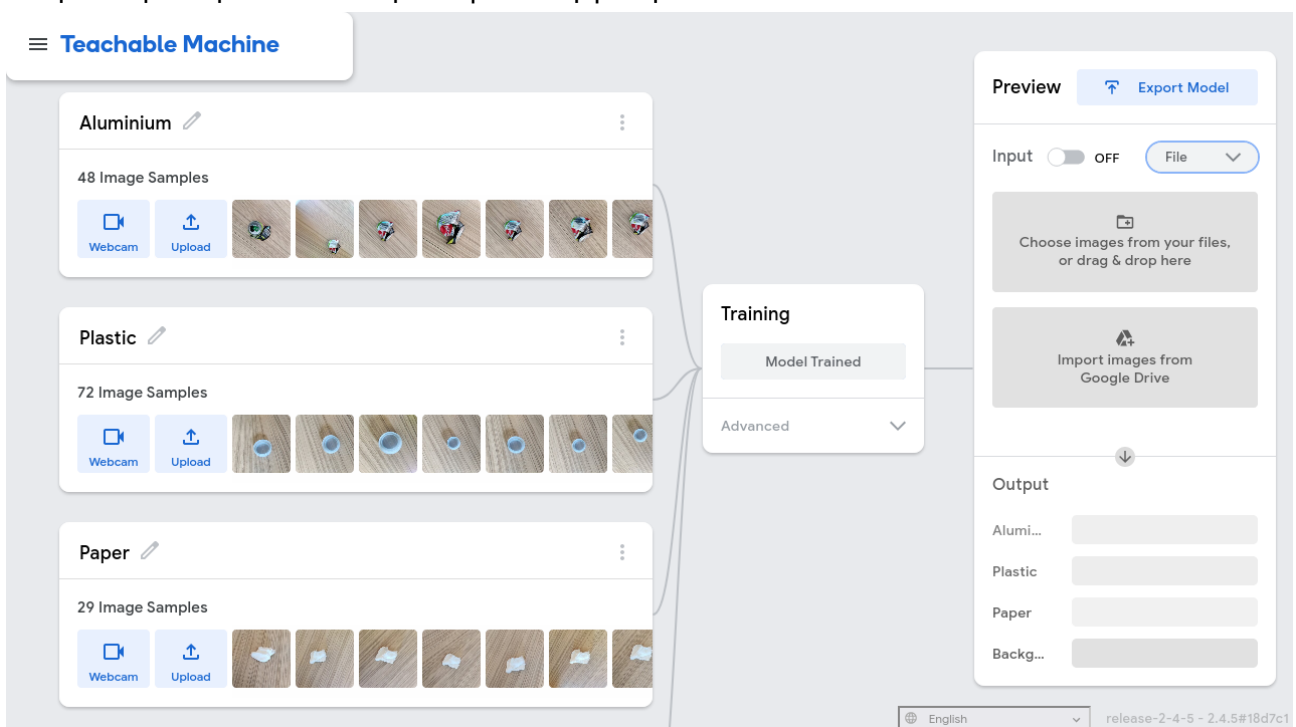 Teachable Machine
Aluminium
48 Image Samples
Webcam
Upload
Plastic
72 Image Samples
Webcam
Upload
Paper
29 Image Samples
Webcam
Upload
Training
Model Trained
Advanced
Preview
Export Model
Input
OFF
File
Choose images from your files,
or drag & drop here
Import images from
Google Drive
Output
Alumi...
Plastic
Paper
Backg...
English
release-2-4-5 - 2.4.5#18d7c1